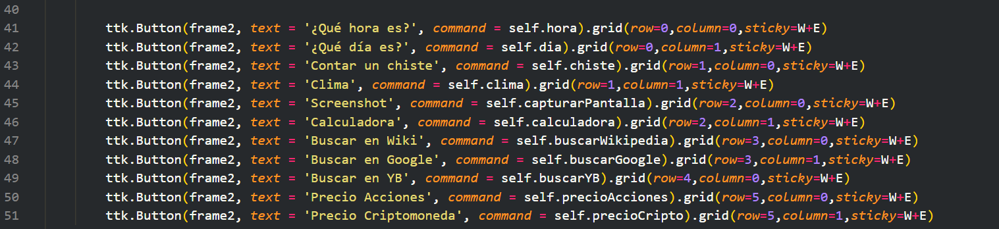 40
41 ttk.Button(frame2, text = '¿Qué hora es?', command = self.hora).grid(row=0,column=0,sticky=W+E)
42 ttk.Button(frame2, text = '¿Qué día es?', command = self.dia).grid(row=0,column=1,sticky=W+E)
43 ttk.Button(frame2, text = 'Contar un chiste', command = self.chiste).grid(row=1,column=0,sticky=W+E)
44 ttk.Button(frame2, text = 'Clima', command = self.clima).grid(row=1,column=1,sticky=W+E)
45 ttk.Button(frame2, text = 'Screenshot', command = self.capturarPantalla).grid(row=2,column=0,sticky=W+E)
46 ttk.Button(frame2, text = 'Calculadora', command = self.calculadora).grid(row=2,column=1,sticky=W+E)
47 ttk.Button(frame2, text = 'Buscar en Wiki', command = self.buscarWikipedia).grid(row=3,column=0,sticky=W+E)
48 ttk.Button(frame2, text = 'Buscar en Google', command = self.buscarGoogle).grid(row=3,column=1,sticky=W+E)
49 ttk.Button(frame2, text = 'Buscar en YB', command = self.buscarYB).grid(row=4,column=0,sticky=W+E)
50 ttk.Button(frame2, text = 'Precio Acciones', command = self.precioAcciones).grid(row=5,column=0,sticky=W+E)
51 ttk.Button(frame2, text = 'Precio Criptomoneda', command = self.precioCripto).grid(row=5,column=1,sticky=W+E)